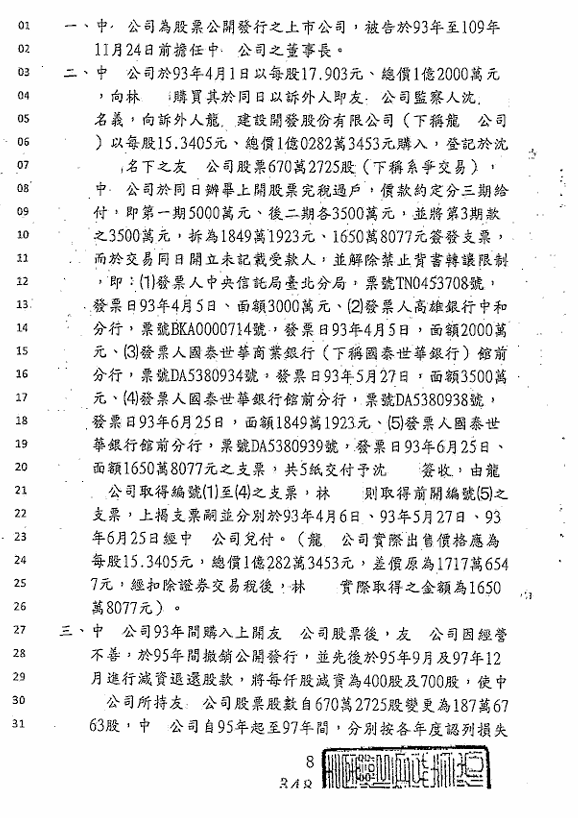 01 一、中 公司為股票公開發行之上市公司，被告於93年至109年
02 11月24日前擔任中 公司之董事長。
03 二、中 公司於93年4月1日以每股17.903元、總價1億2000萬元
04 ，向林 購買其於同日以訴外人即友 公司監察人沈
05 名義，向訴外人龍 建設開發股份有限公司（下稱龍 公司
06 ）以每股15.3405元、總價1億0282萬3453元購入，登記於沈
07 名下之友 公司股票670萬2725股（下稱系爭交易），
08 中 公司於同日辦畢上開股票完稅過戶，價款約定分三期給
09 付，即第一期5000萬元、後二期各3500萬元，並將第3期款
10 之3500萬元，拆為1849萬1923元、1650萬8077元簽發支票，
11 而於交易同日開立未記載受款人，並解除禁止背書轉讓限制
12 ，即：⑴發票人中央信託局臺北分局，票號TN0453708號，
13 發票日93年4月5日、面額3000萬元、⑵發票人高雄銀行中和
14 分行，票號BKA0000714號，發票日93年4月5日，面額2000萬
15 元、⑶發票人國泰世華商業銀行（下稱國泰世華銀行）館前
16 分行，票號DA5380934號，發票日93年5月27日，面額3500萬
17 元、⑷發票人國泰世華銀行館前分行，票號DA5380938號，
18 發票日93年6月25日，面額1849萬1923元、⑸發票人國泰世
19 華銀行館前分行，票號DA5380939號，發票日93年6月25日、
20 面額1650萬8077元之支票，共5紙交付予沈 簽收，由龍
21 公司取得編號⑴至⑷之支票，林 則取得前開編號⑸之
22 支票，上揭支票嗣並分別於93年4月6日、93年5月27日、93
23 年6月25日經中 公司兌付。（龍 公司實際出售價格應為
24 每股15.3405元，總價1億282萬3453元，差價原為1717萬654
25 7元，經扣除證券交易稅後，林 實際取得之金額為1650
26 萬8077元）。
27 三、中 公司93年間購入上開友 公司股票後，友 公司因經營
28 不善，於95年間撤銷公開發行，並先後於95年9月及97年12
29 月進行減資退還股款，將每仟股減資為400股及700股，使中
30 公司所持友 公司股票股數自670萬2725股變更為187萬67
31 63股，中 公司自95年起至97年間，分別按各年度認列損失
8
348